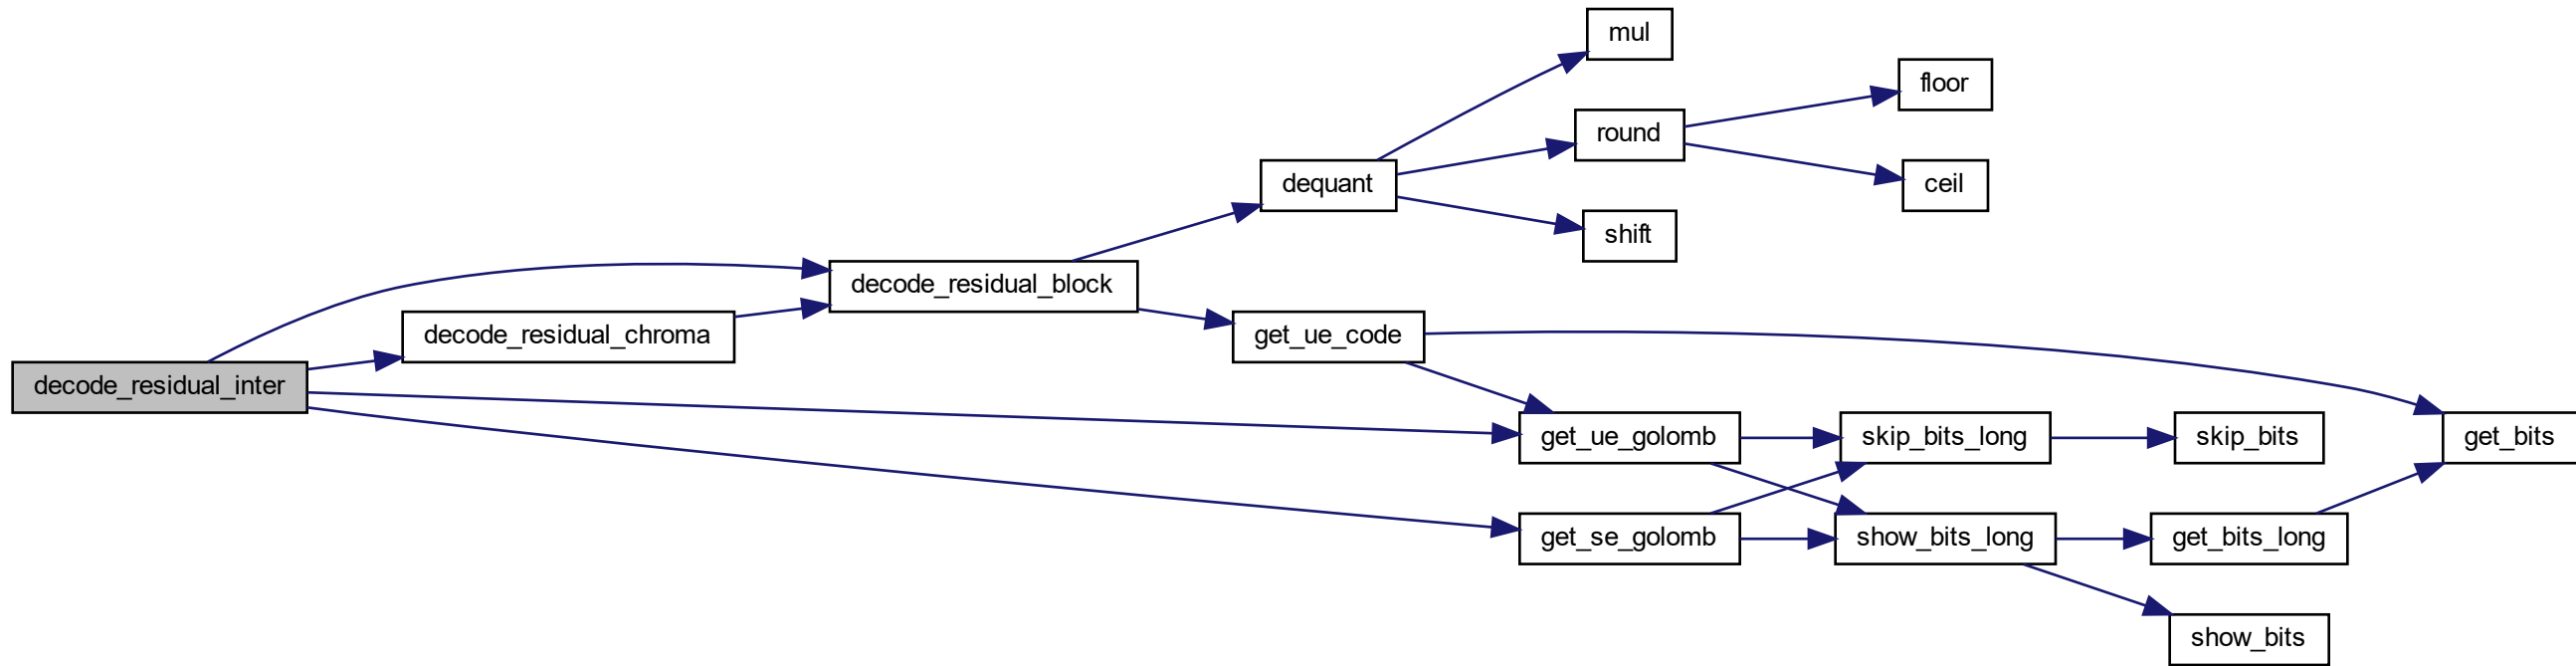 mul
floor
round
dequant
ceil
shift
decode_residual_block
decode_residual_chroma
get_ue_code
decode_residual_inter
get_ue_golomb
skip_bits_long
skip_bits
get_bits
get_se_golomb
show_bits_long
get_bits_long
show_bits